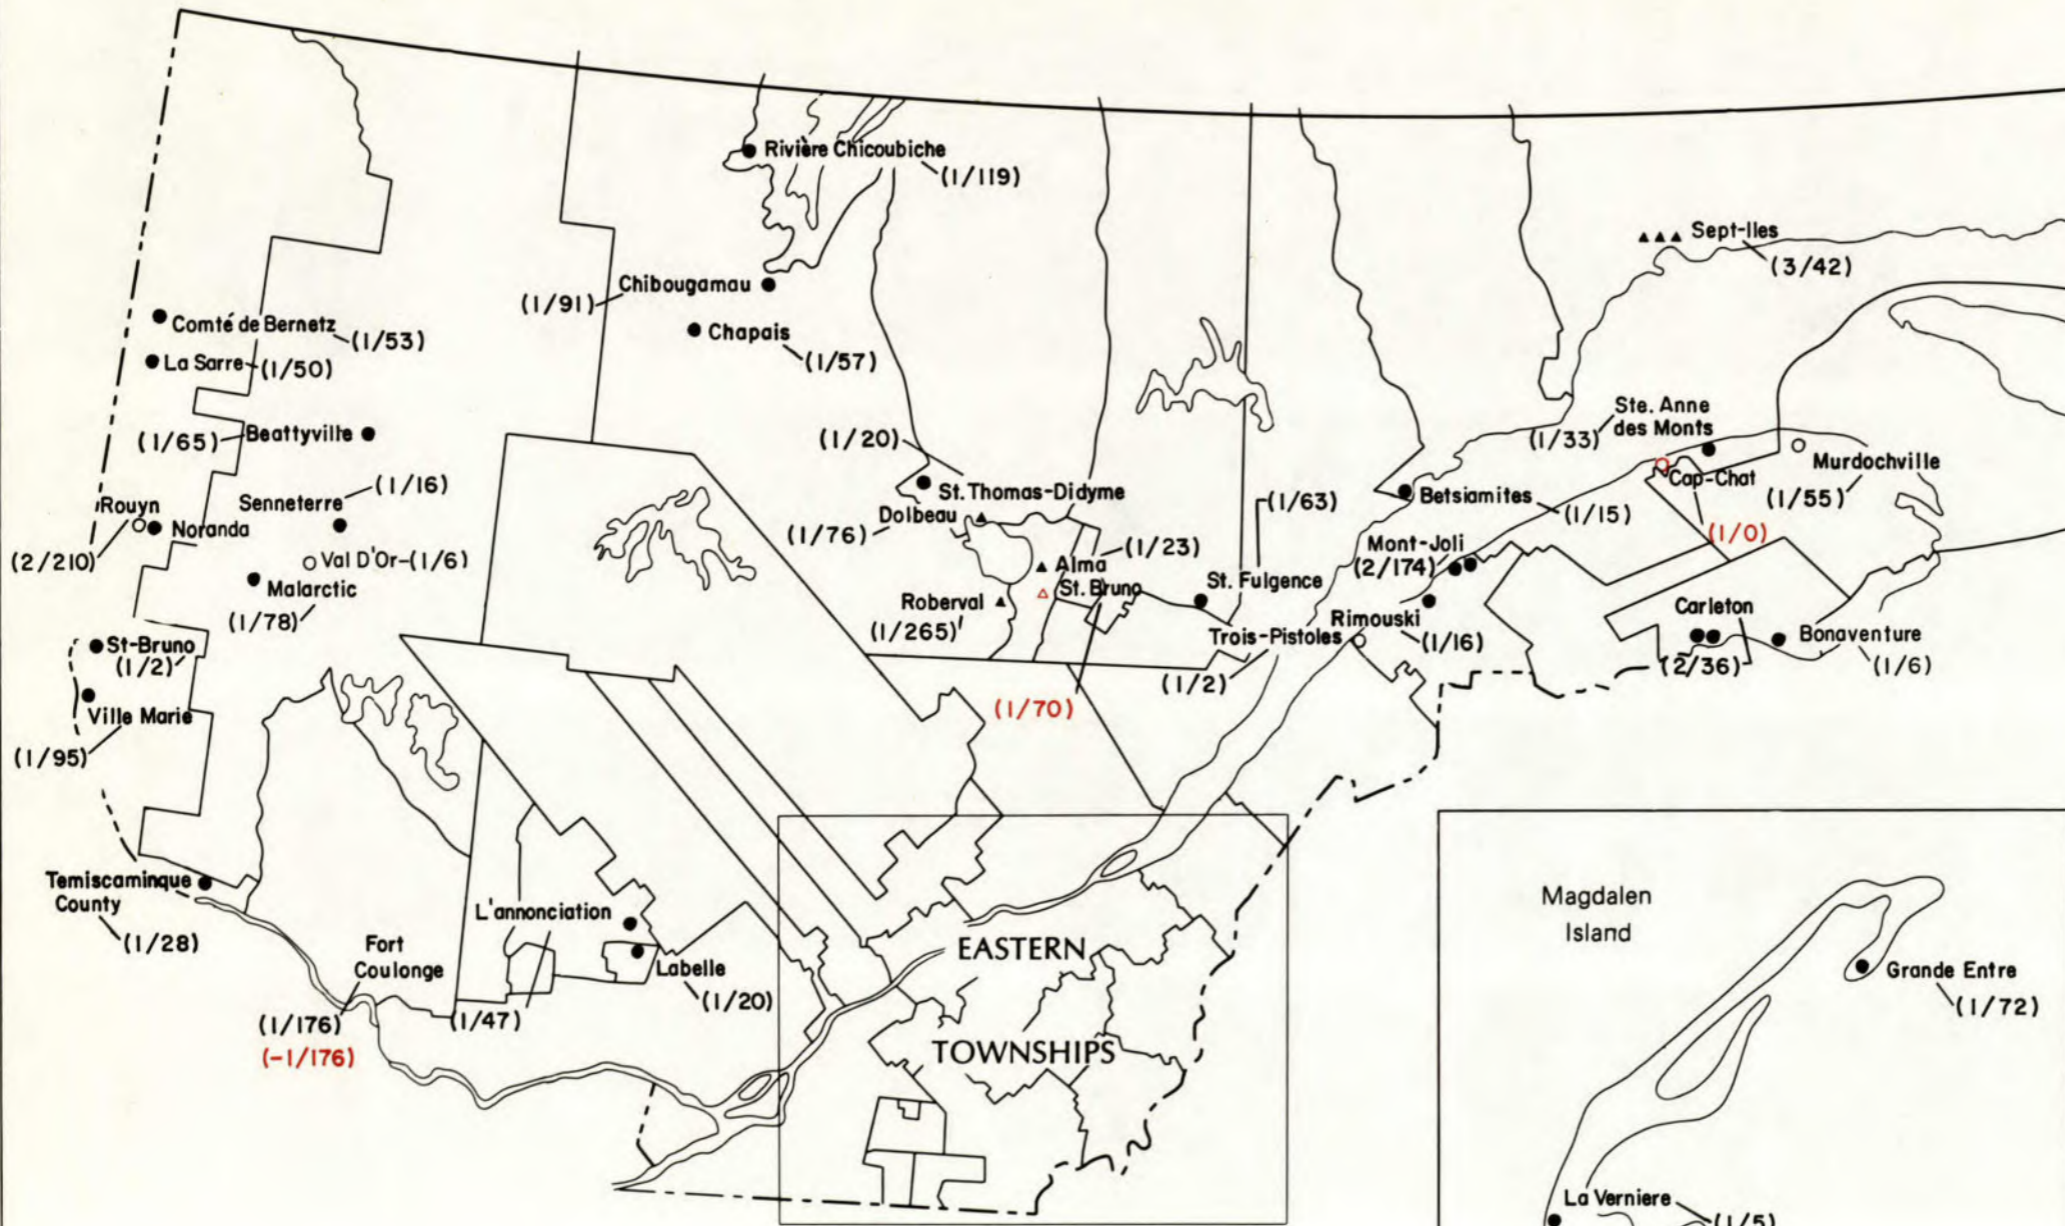 Rivière Chicoubiche
(1/119)
Sept-Iles
(3/42)
Chibougamau
(1/91)
Chapais
(1/57)
Comté de Bernetz
(1/53)
La Sarre
(1/50)
(1/65)
Beattyville
(1/16)
Senneterre
Rouyn
Noranda
(2/210)
Val D'Or-(1/6)
Malarctic
(1/78)
St-Bruno
(1/2)
Ville Marie
(1/95)
(1/20)
St. Thomas-Didyme
Dolbeau
(1/76)
Alma
(1/23)
St. Bruno
Roberval
(1/265)
(1/70)
(1/63)
St. Fulgence
Trois-Pistoles
(1/2)
Betsiamites
(1/15)
Mont-Joli
(2/174)
Rimouski
(1/16)
Ste. Anne
des Monts
(1/33)
Cap-Chat
(1/0)
Murdochville
(1/55)
Carleton
(2/36)
Bonaventure
(1/6)
Temiscaminque
County
(1/28)
Fort
Coulonge
(1/176)
(-1/176)
L'annonciation
(1/47)
Labelle
(1/20)
EASTERN
TOWNSHIPS
Magdalen
Island
Grande Entre
(1/72)
La Verniere
(1/5)